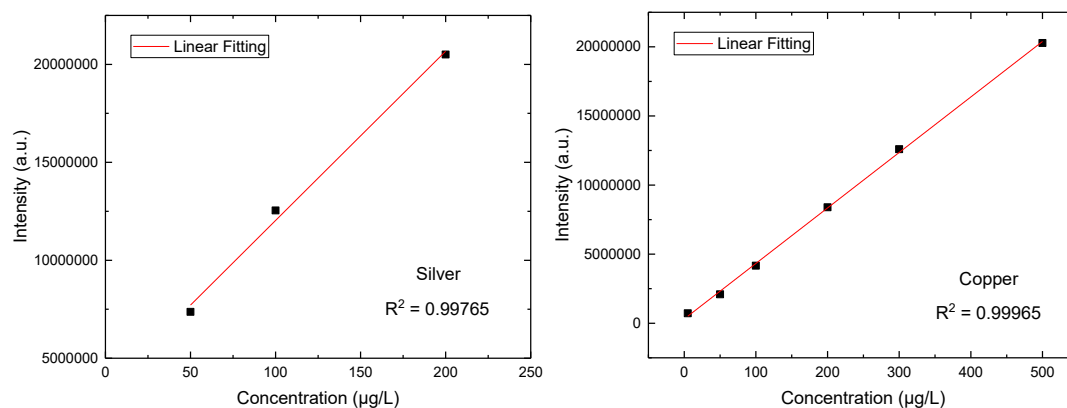 Linear Fitting
20000000
15000000
10000000
5000000
Intensity (a.u.)
Silver
R² = 0.99765
0 50 100 150 200 250
Concentration (µg/L)
Linear Fitting
20000000
15000000
10000000
5000000
0
Intensity (a.u.)
Copper
R² = 0.99965
0 100 200 300 400 500
Concentration (µg/L)